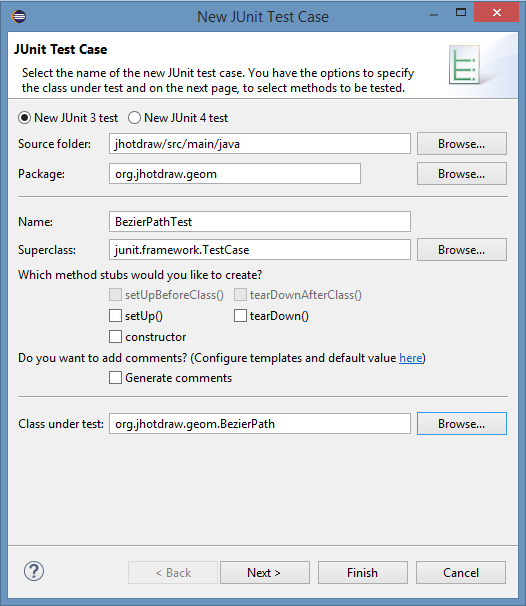 New JUnit Test Case
JUnit Test Case
Select the name of the new JUnit test case. You have the options to specify
the class under test and on the next page, to select methods to be tested.
New JUnit 3 test New JUnit 4 test
Source folder: jhotdraw/src/main/java Browse...
Package: org.jhotdraw.geom Browse...
Name: BezierPathTest
Superclass: junit.framework.TestCase Browse...
Which method stubs would you like to create?
setUpBeforeClass() tearDownAfterClass()
setUp() tearDown()
constructor
Do you want to add comments? (Configure templates and default value here)
Generate comments
Class under test: org.jhotdraw.geom.BezierPath Browse...
? < Back Next > Finish Cancel